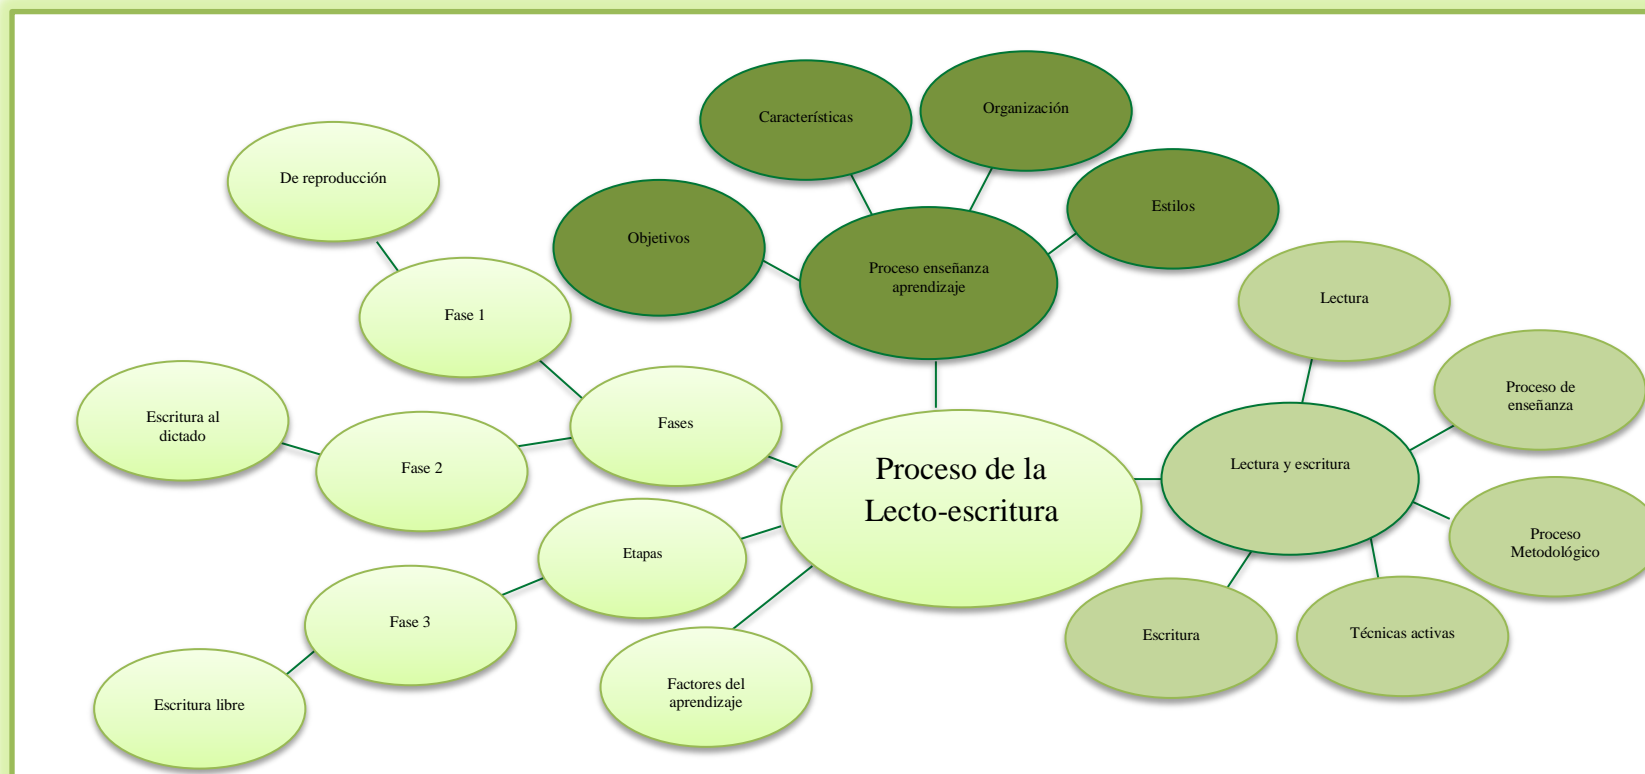 Características
Organización
De reproducción
Estilos
Objetivos
Proceso enseñanza
aprendizaje
Lectura
Fase 1
Proceso de
enseñanza
Escritura al
dictado
Fases
Fase 2
Proceso de la
Lecto-escritura
Lectura y escritura
Proceso
Metodológico
Etapas
Fase 3
Escritura
Técnicas activas
Factores del
aprendizaje
Escritura libre